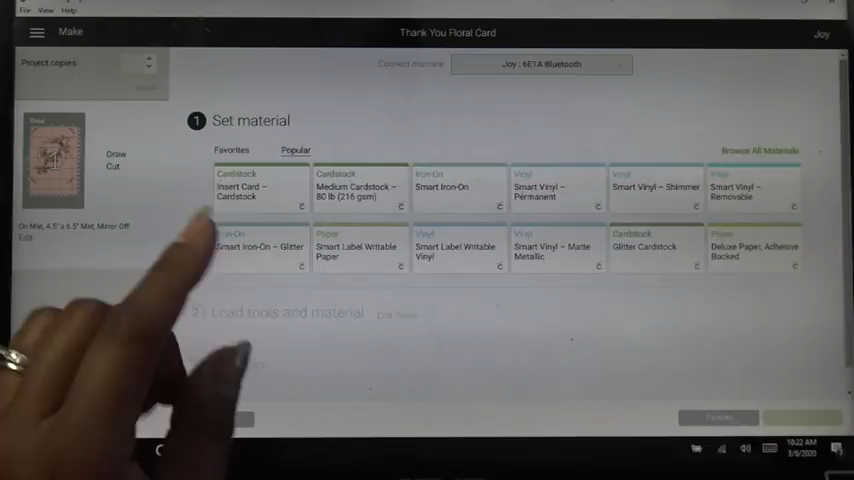 File View Help
Make
Thank You Floral Card
Joy
Project copies:
Connect machine
Joy : 6E1A Bluetooth
1 Set material
Favorites
Popular
Browse All Materials
Draw
Cut
Cardstock
Insert Card –
Cardstock
Cardstock
Medium Cardstock –
80 lb (216 gsm)
Iron-On
Smart Iron-On
Vinyl
Smart Vinyl –
Permanent
Vinyl
Smart Vinyl – Shimmer
Vinyl
Smart Vinyl –
Removable
On Mat, 4.5" x 6.5" Mat, Mirror Off
Edit
Iron-On
Smart Iron-On – Glitter
Paper
Smart Label Writable
Paper
Vinyl
Smart Label Writable
Vinyl
Vinyl
Smart Vinyl – Matte
Metallic
Cardstock
Glitter Cardstock
Paper
Deluxe Paper, Adhesive
Backed
2 Load tools and material
Edit Tools
10:22 AM
3/6/2020